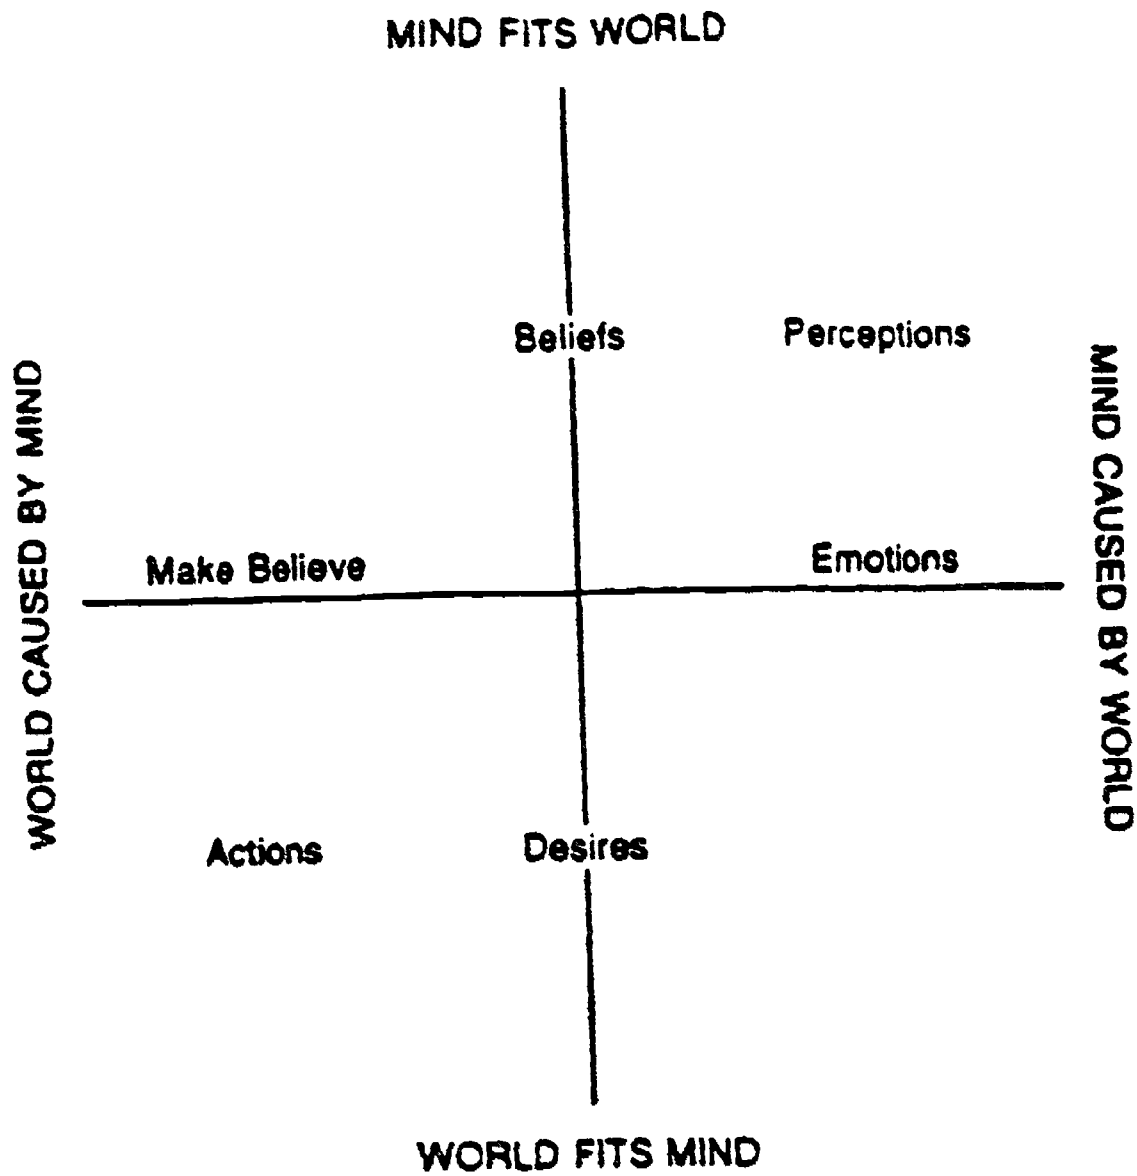 MIND FITS WORLD
Beliefs
Perceptions
WORLD CAUSED BY MIND
MIND CAUSED BY WORLD
Make Believe
Emotions
Actions
Desires
WORLD FITS MIND